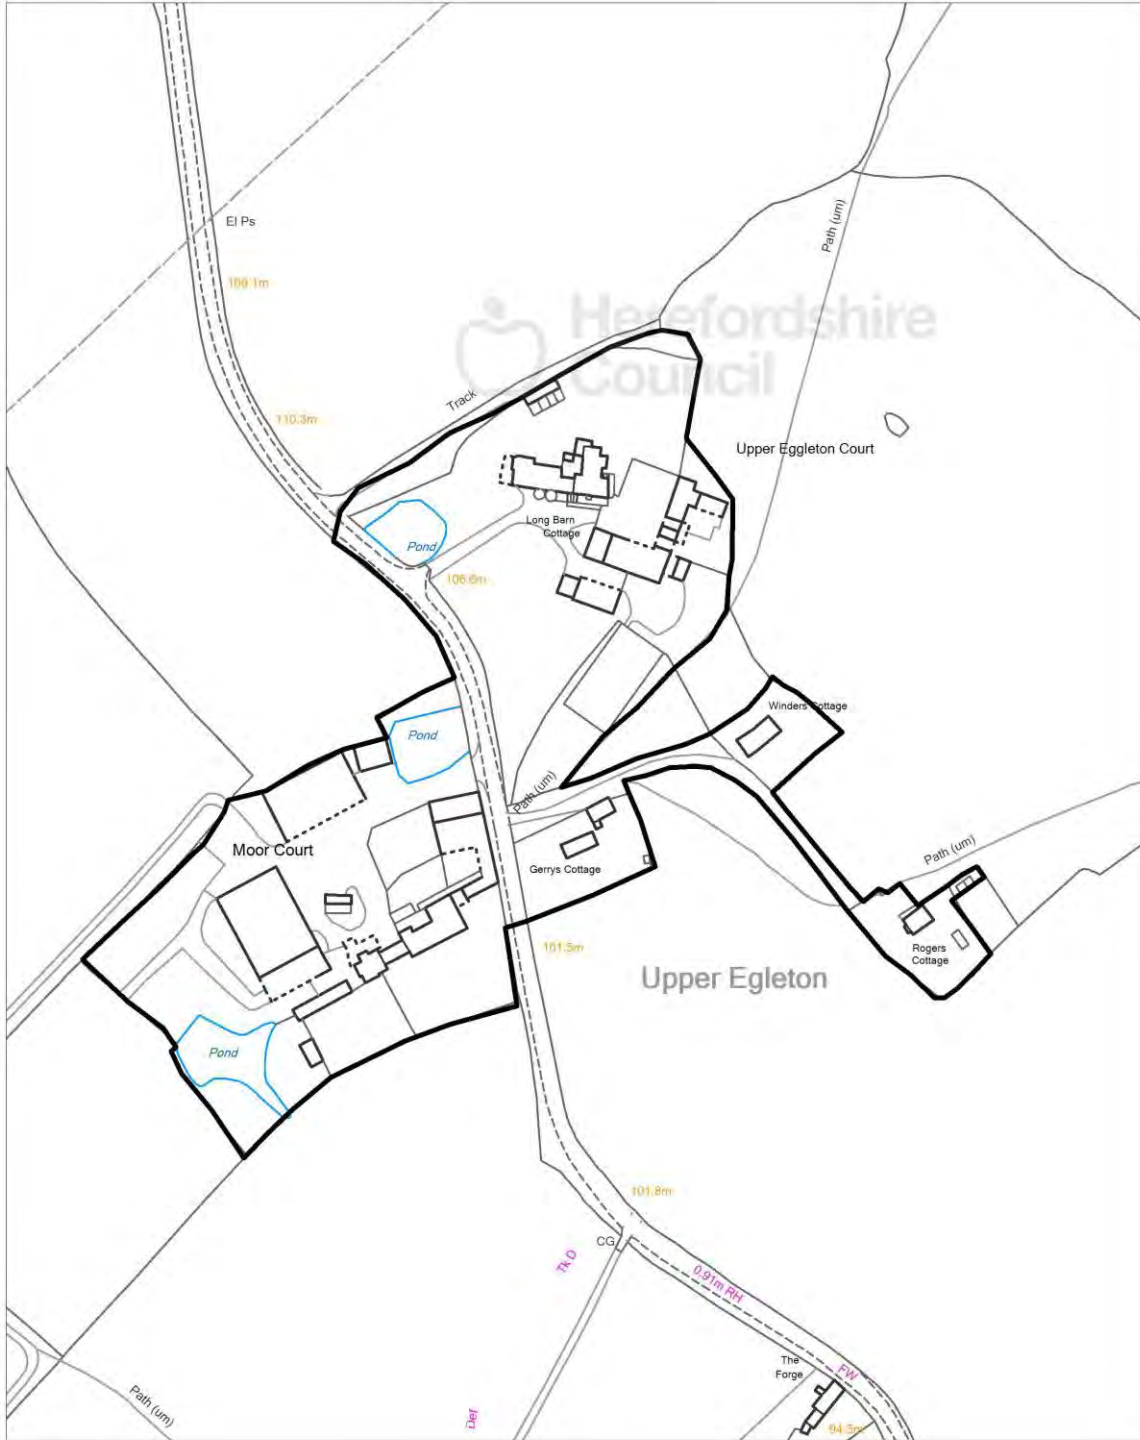 El Ps
Path (um)
109.1m
Herefordshire
Council
Track
110.3m
Upper Eggleton Court
Long Barn
Cottage
Pond
106.6m
Winders Cottage
Pond
Path (um)
Moor Court
Gerrys Cottage
Path (um)
101.5m
Rogers
Cottage
Upper Egleton
Pond
101.8m
CG
Tk D
0.91m RH
The
Forge
FW
Path (um)
Def
94.5m